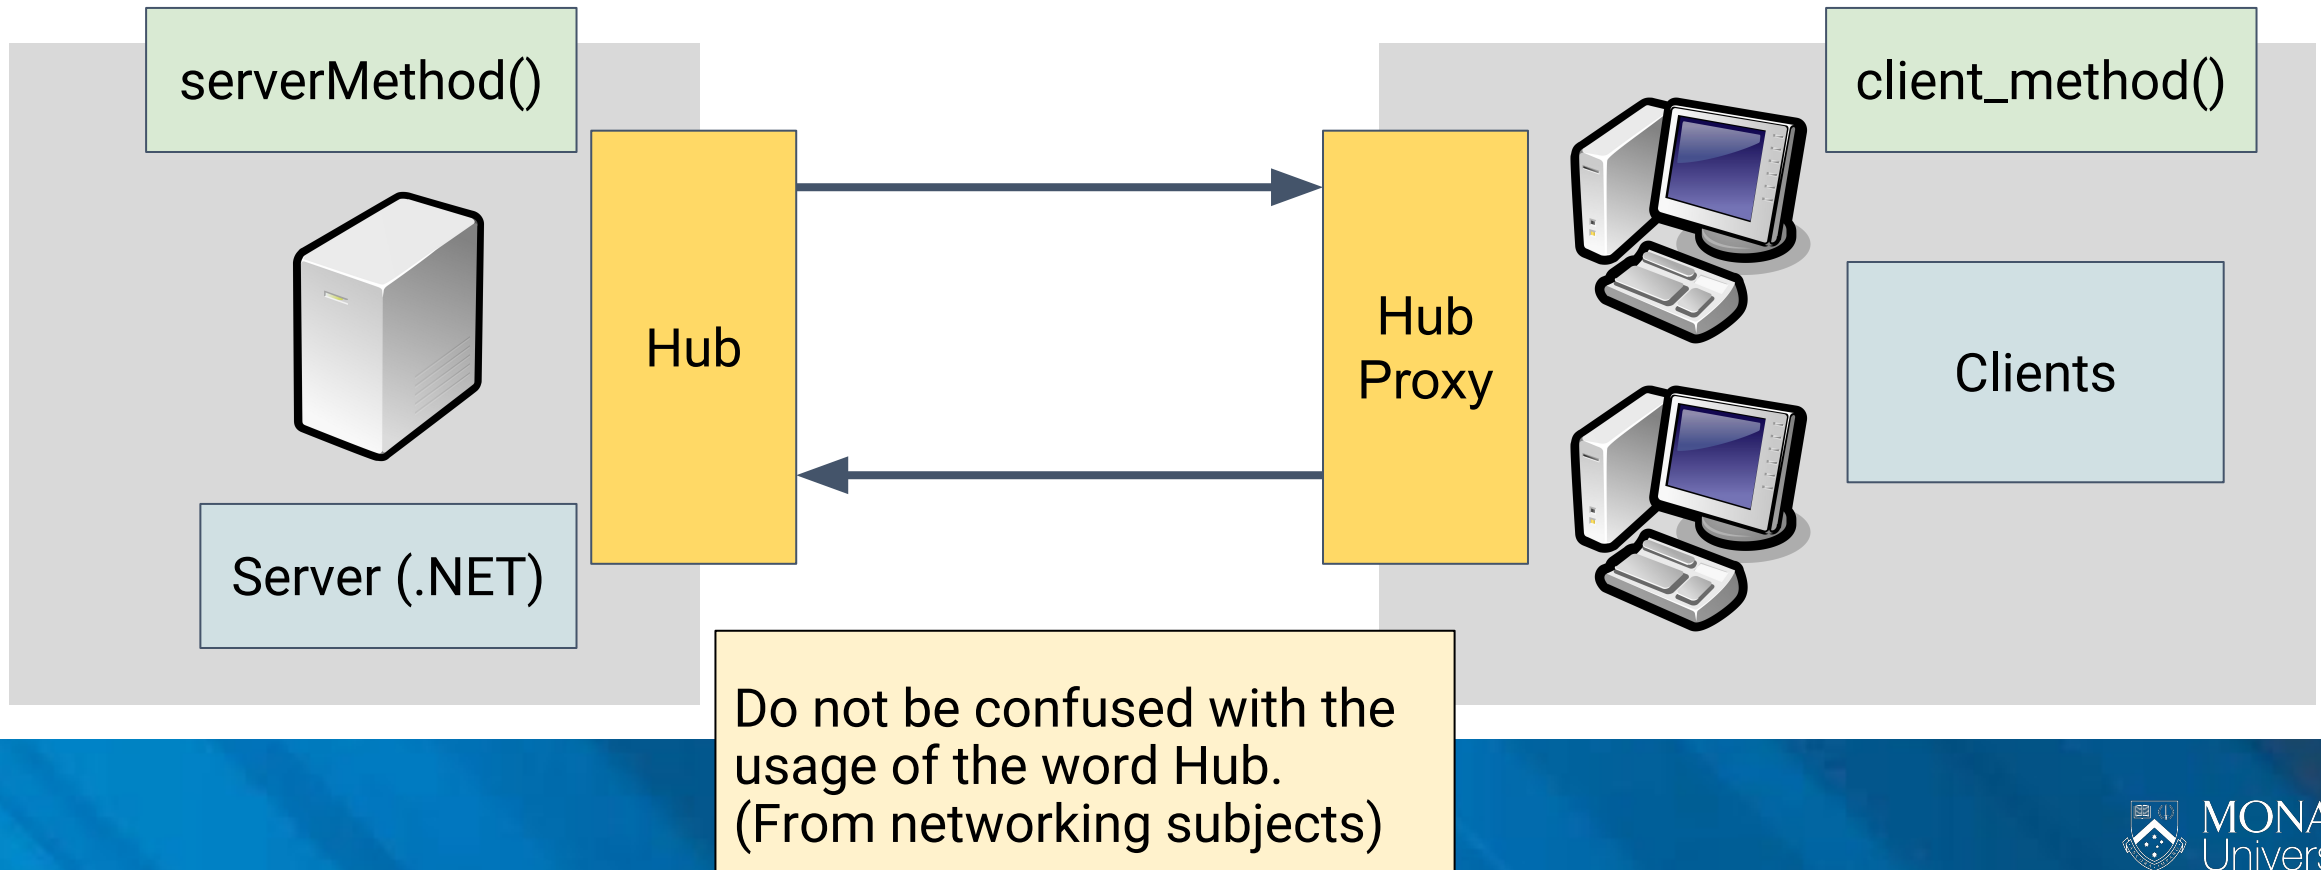 serverMethod()
client_method()
Hub
Hub
Proxy
Clients
Server (.NET)
Do not be confused with the
usage of the word Hub.
(From networking subjects)